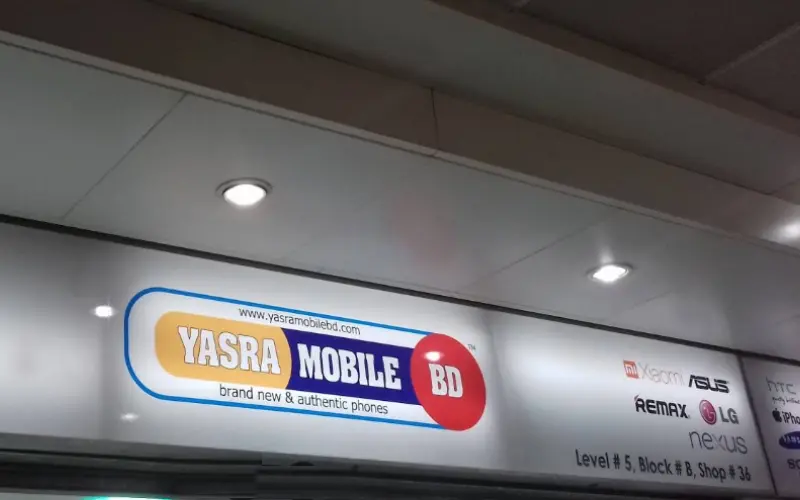 www.yasramobilebd.com
YASRA MOBILE BD
TM
brand new & authentic phones
mi Xiaomi ASUS
REMAX LG
nexus
Level # 5, Block # B, Shop # 36
hTC